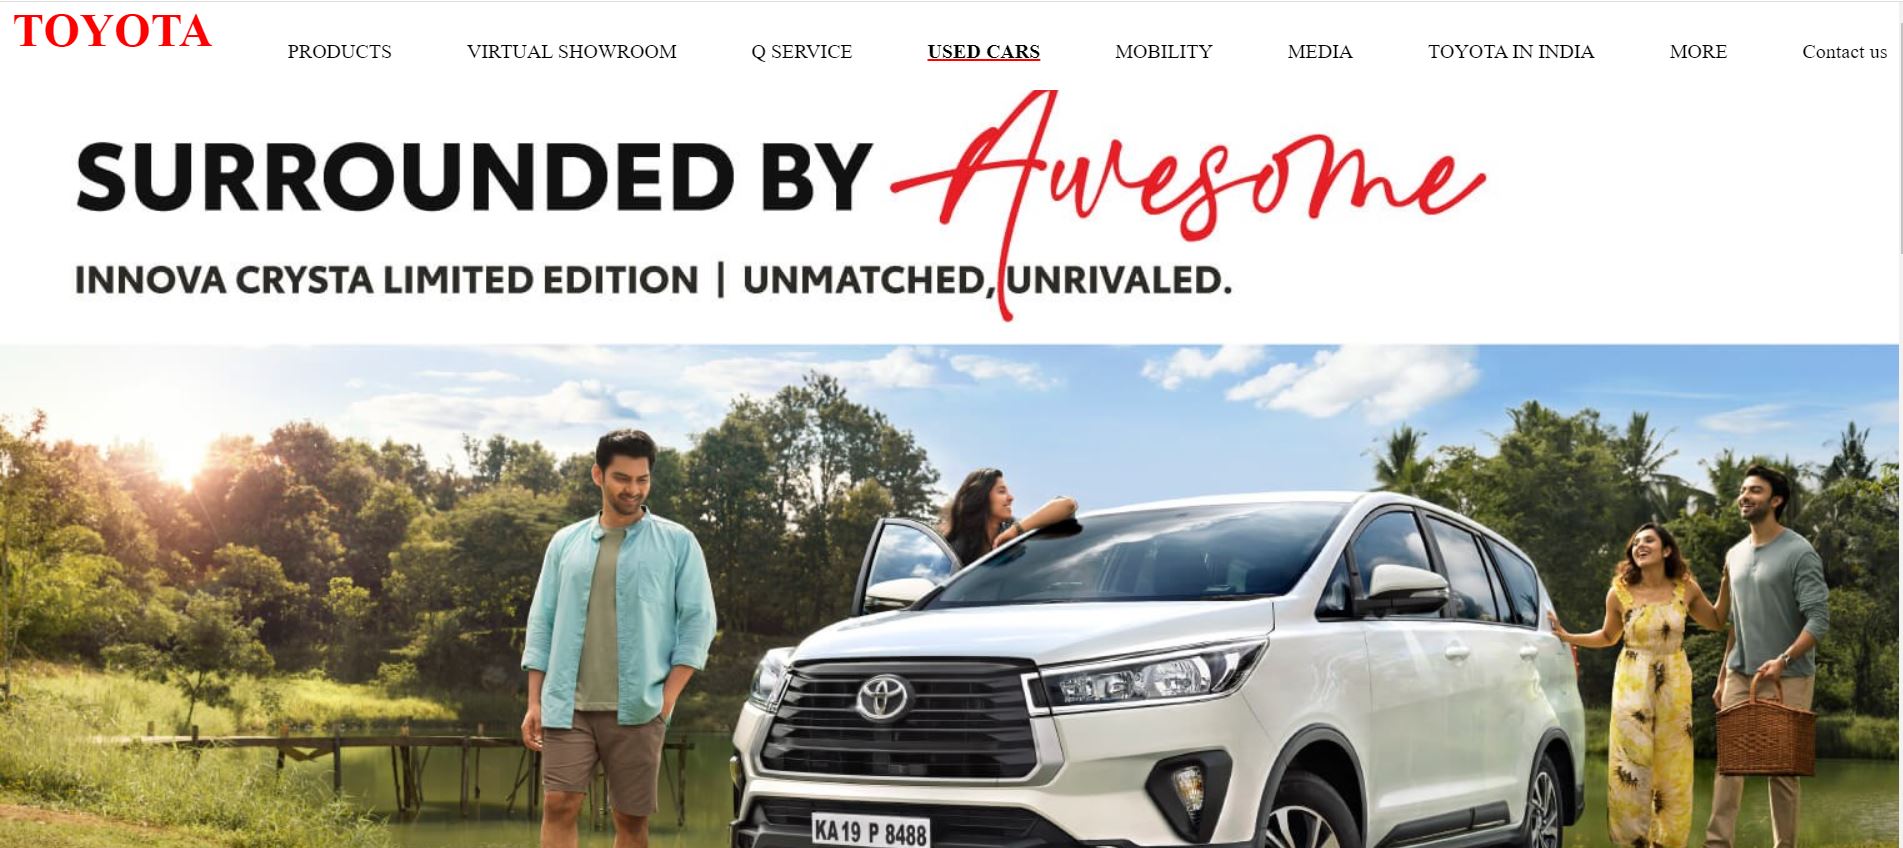 TOYOTA
PRODUCTS VIRTUAL SHOWROOM Q SERVICE USED CARS MOBILITY MEDIA TOYOTA IN INDIA MORE Contact us
SURROUNDED BY Awesome
INNOVA CRYSTA LIMITED EDITION | UNMATCHED, UNRIVALED.
KA 19 P 8488